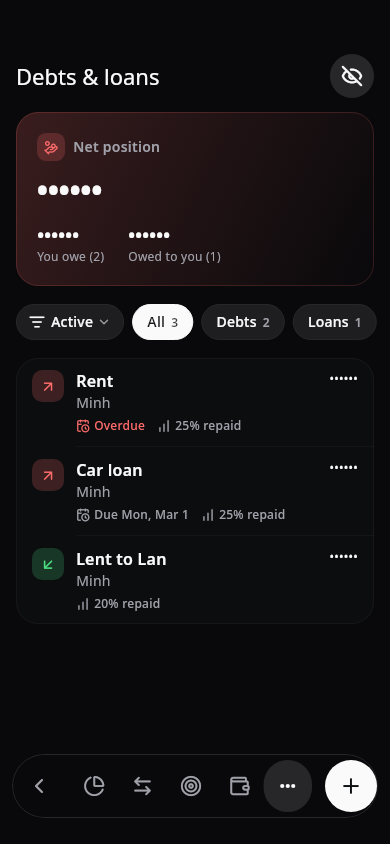 Debts & loans
Net position
••••••
•••••• ••••••
You owe (2) Owed to you (1)
Active All 3 Debts 2 Loans 1
Rent ••••••
Minh
Overdue 25% repaid
Car loan ••••••
Minh
Due Mon, Mar 1 25% repaid
Lent to Lan ••••••
Minh
20% repaid